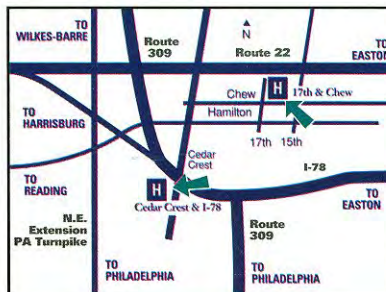 TO
WILKES-BARRE
Route
309
N
Route 22
TO
EASTON
H 17th & Chew
Chew
Hamilton
TO
HARRISBURG
17th 15th
Cedar
Crest
I-78
TO
READING
H
Cedar Crest & I-78
TO
EASTON
N.E.
Extension
PA Turnpike
Route
309
TO
PHILADELPHIA
TO
PHILADELPHIA